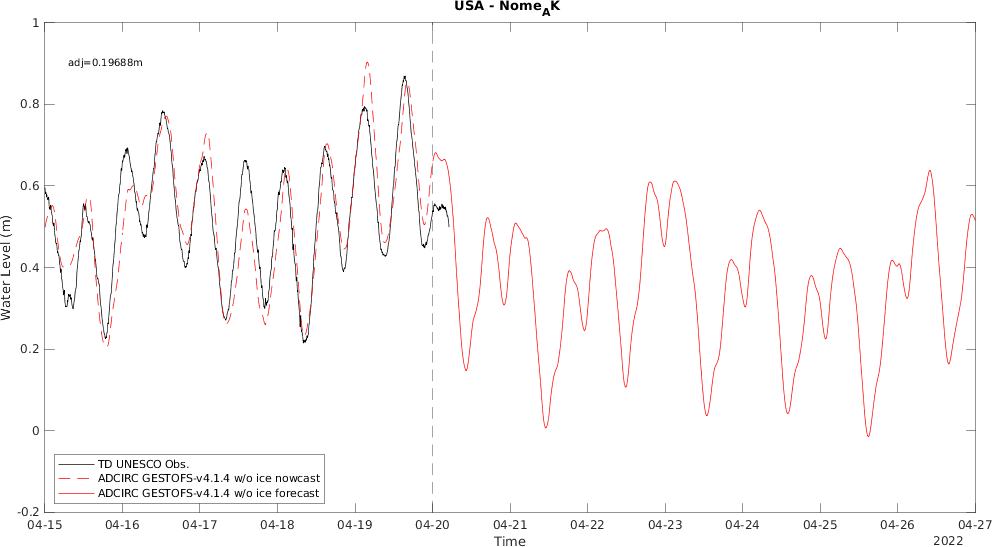 USA - Nome_AK
adj=0.19688m
1
0.8
0.6
0.4
0.2
0
-0.2
Water Level (m)
TD UNESCO Obs.
ADCIRC GESTOFS-v4.1.4 w/o ice nowcast
ADCIRC GESTOFS-v4.1.4 w/o ice forecast
04-15 04-16 04-17 04-18 04-19 04-20 04-21 04-22 04-23 04-24 04-25 04-26 04-27
Time
2022